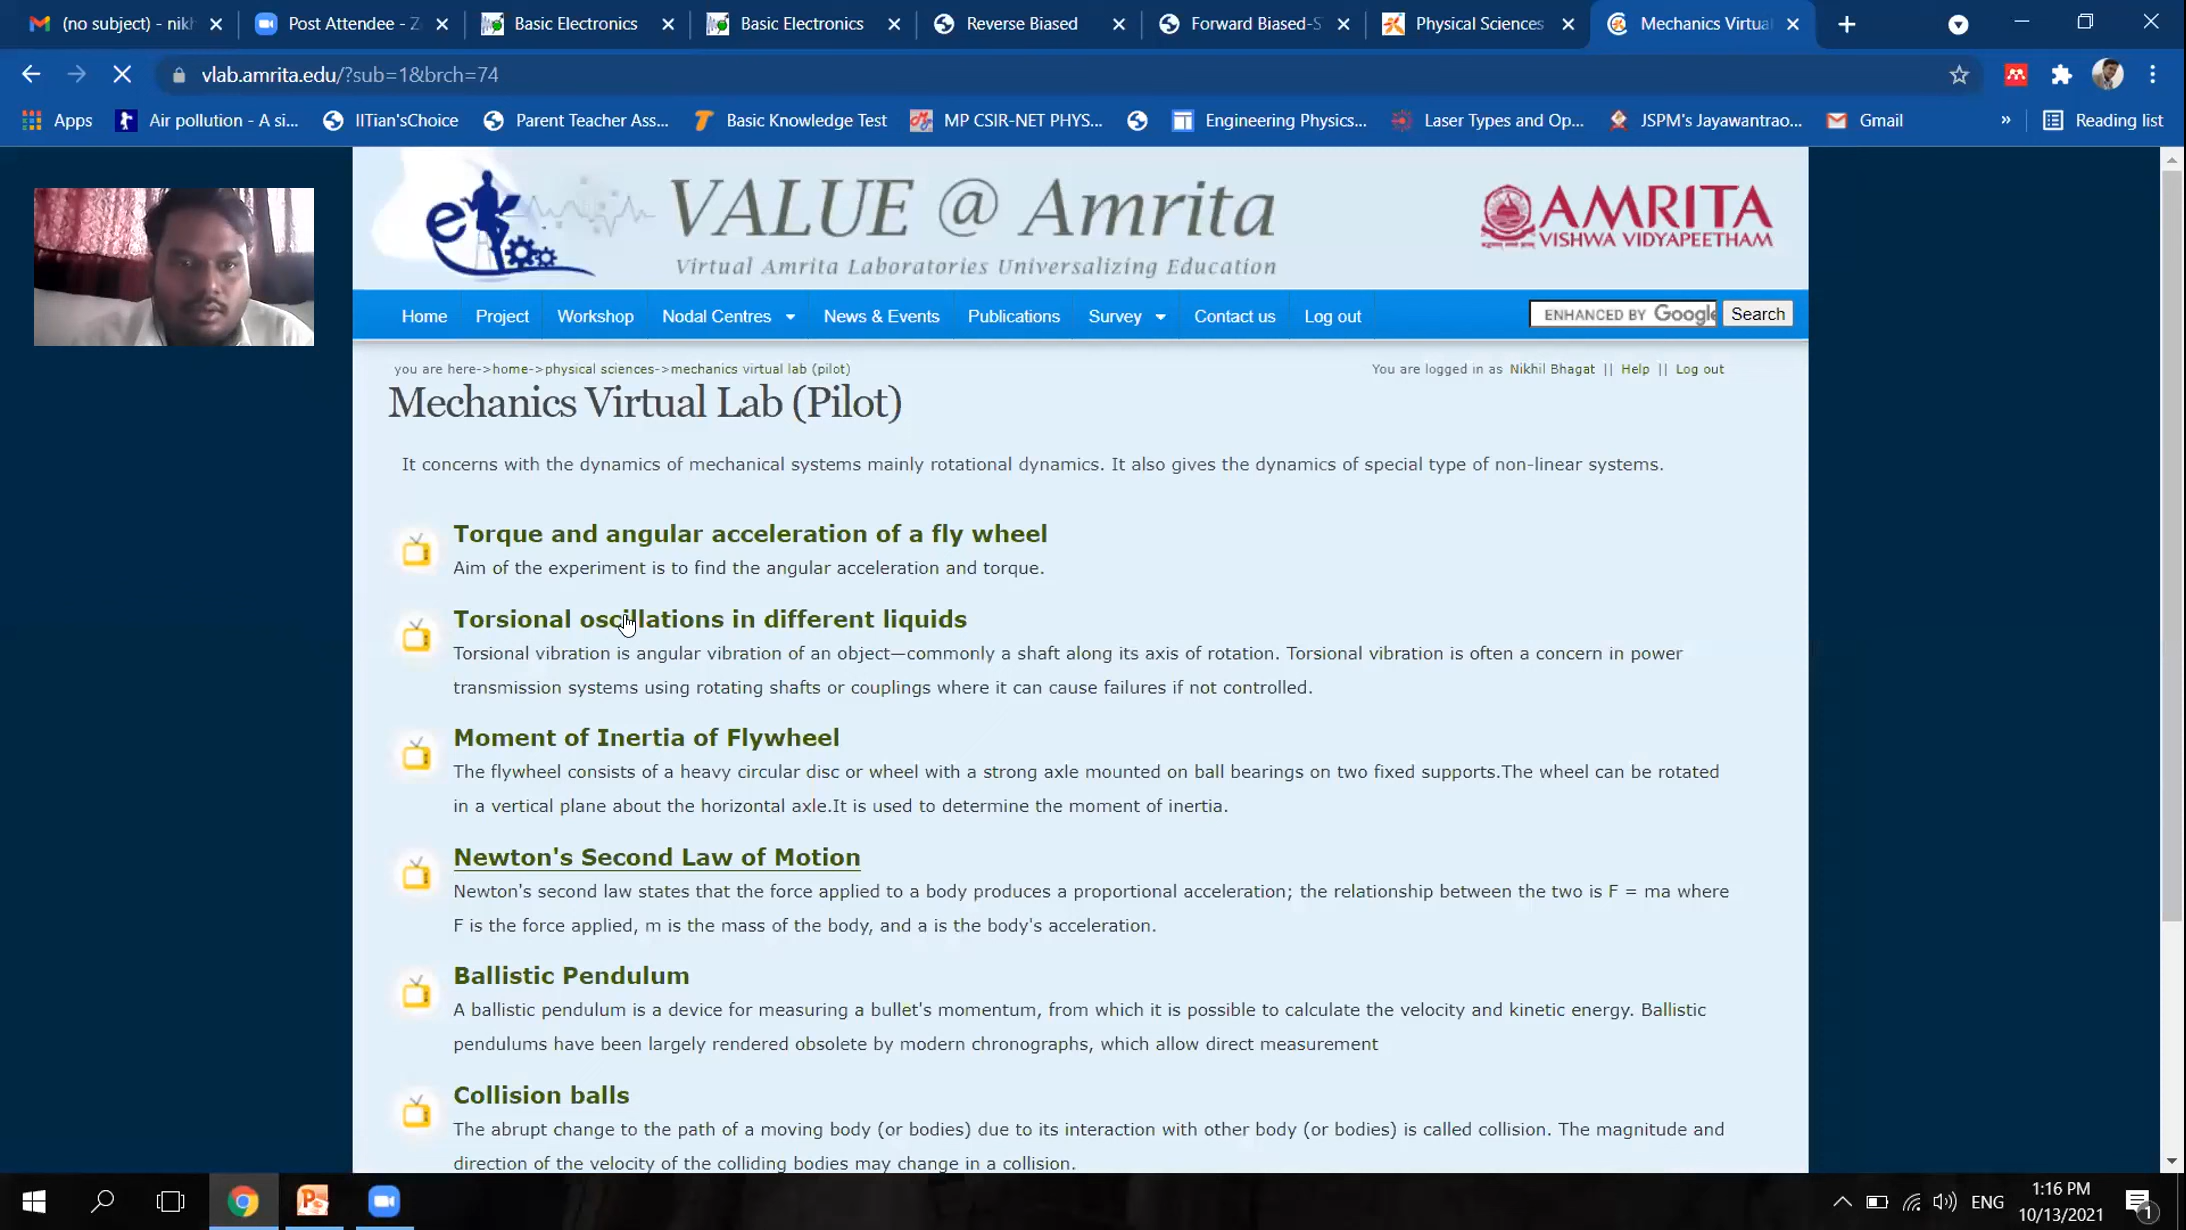 (no subject) - nikh
Post Attendee - Z
Basic Electronics
Basic Electronics
Reverse Biased
Forward Biased-S
Physical Sciences
Mechanics Virtua
vlab.amrita.edu/?sub=1&brch=74
Apps
Air pollution - A si...
IITian'sChoice
Parent Teacher Ass...
Basic Knowledge Test
MP CSIR-NET PHYS...
Engineering Physics...
Laser Types and Op...
JSPM's Jayawantrao...
Gmail
»
Reading list
VALUE @ Amrita
Virtual Amrita Laboratories Universalizing Education
AMRITA
VISHWA VIDYAPEETHAM
Home
Project
Workshop
Nodal Centres
News & Events
Publications
Survey
Contact us
Log out
ENHANCED BY Google
Search
you are here->home->physical sciences->mechanics virtual lab (pilot)
You are logged in as Nikhil Bhagat || Help || Log out
Mechanics Virtual Lab (Pilot)
It concerns with the dynamics of mechanical systems mainly rotational dynamics. It also gives the dynamics of special type of non-linear systems.
Torque and angular acceleration of a fly wheel
Aim of the experiment is to find the angular acceleration and torque.
Torsional oscillations in different liquids
Torsional vibration is angular vibration of an object—commonly a shaft along its axis of rotation. Torsional vibration is often a concern in power
transmission systems using rotating shafts or couplings where it can cause failures if not controlled.
Moment of Inertia of Flywheel
The flywheel consists of a heavy circular disc or wheel with a strong axle mounted on ball bearings on two fixed supports.The wheel can be rotated
in a vertical plane about the horizontal axle.It is used to determine the moment of inertia.
Newton's Second Law of Motion
Newton's second law states that the force applied to a body produces a proportional acceleration; the relationship between the two is F = ma where
F is the force applied, m is the mass of the body, and a is the body's acceleration.
Ballistic Pendulum
A ballistic pendulum is a device for measuring a bullet's momentum, from which it is possible to calculate the velocity and kinetic energy. Ballistic
pendulums have been largely rendered obsolete by modern chronographs, which allow direct measurement
Collision balls
The abrupt change to the path of a moving body (or bodies) due to its interaction with other body (or bodies) is called collision. The magnitude and
direction of the velocity of the colliding bodies may change in a collision.
ENG
1:16 PM
10/13/2021
1